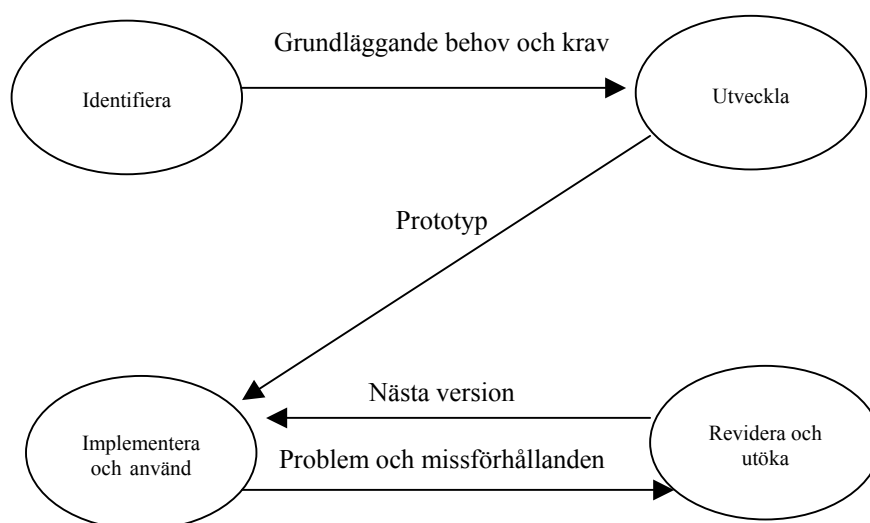 Grundläggande behov och krav
Identifiera
Utveckla
Prototyp
Nästa version
Implementera
och använd
Problem och missförhållanden
Revidera och
utöka